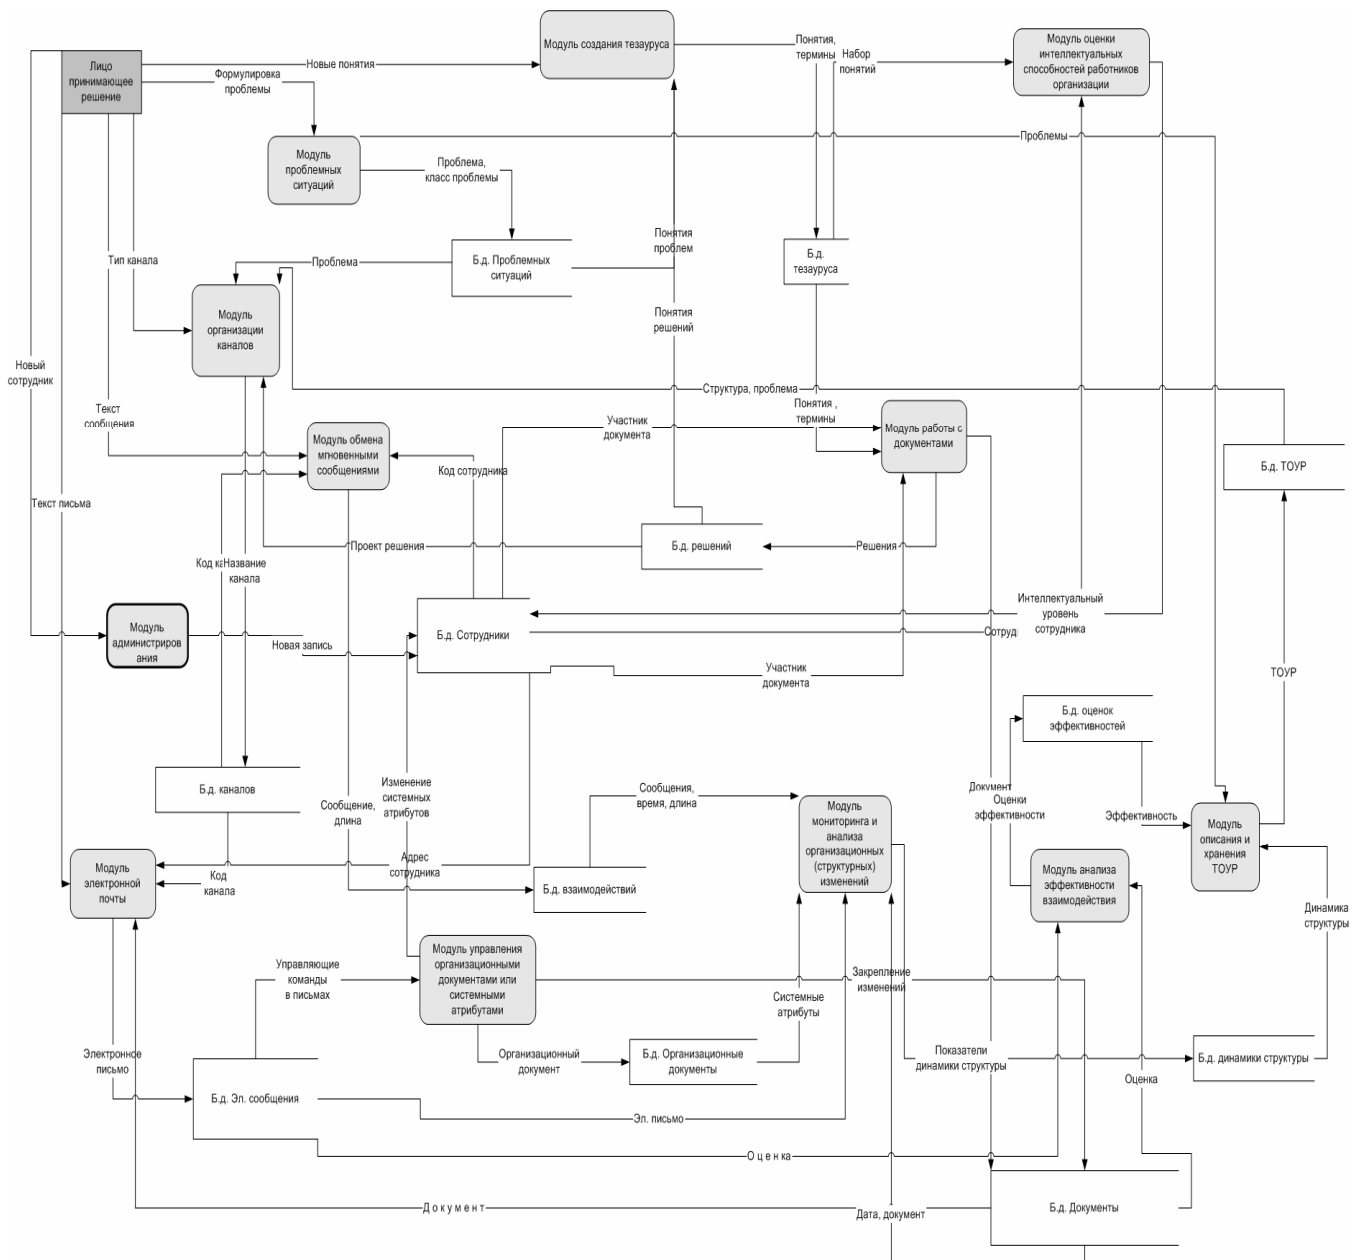 Модуль создания тезауруса
Понятия,
термины
Набор
понятий
Модуль оценки
интеллектуальных
способностей работников
организации
Лицо
принимающее
решение
Новые понятия
Формулировка
проблемы
Проблемы
Модуль
проблемных
ситуаций
Проблема,
класс проблемы
Понятия
проблем
Тип канала
Проблема
Б.д. Проблемных
ситуаций
Б.д.
тезауруса
Модуль
организации
каналов
Понятия
решений
Новый
сотрудник
Структура, проблема
Текст
сообщения
Участник
документа
Понятия ,
термины
Модуль работы с
документами
Модуль обмена
мгновенными
сообщениями
Код сотрудника
Б.д. ТОУР
Текст письма
Проект решения
Б.д. решений
Решения
Код
Название
канала
Интеллектуальный
уровень
сотрудника
Модуль
администриров
ания
Новая запись
Б.д. Сотрудники
Сотруд
Участник
документа
ТОУР
Б.д. оценок
эффективностей
Б.д. каналов
Изменение
системных
атрибутов
Сообщение,
длина
Сообщения,
время, длина
Документ
Оценки
эффективности
Эффективность
Модуль
мониторинга и
анализа
организационных
(структурных)
изменений
Модуль
описания и
хранения
ТОУР
Модуль
электронной
почты
Код
канала
Адрес
сотрудника
Б.д. взаимодействий
Модуль анализа
эффективности
взаимодействия
Динамика
структуры
Управляющие
команды
в письмах
Модуль управления
организационными
документами или
системными
атрибутами
Закрепление
изменений
Системные
атрибуты
Электронное
письмо
Организационный
документ
Б.д. Организационные
документы
Показатели
динамики структуры
Б.д. динамики структуры
Оценка
Б.д. Эл. сообщения
Эл. письмо
О ц е н ка
Д о к у м е н т
Дата, документ
Б.д. Документы